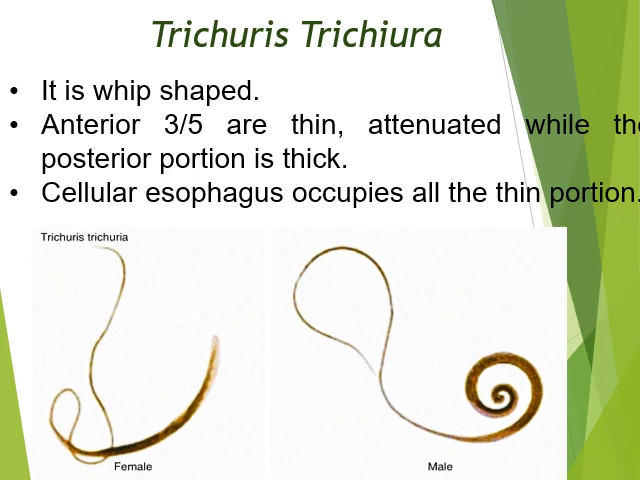 Trichuris Trichiura
• It is whip shaped.
• Anterior 3/5 are thin, attenuated while the
posterior portion is thick.
• Cellular esophagus occupies all the thin portion.
Trichuris trichuria
Female
Male